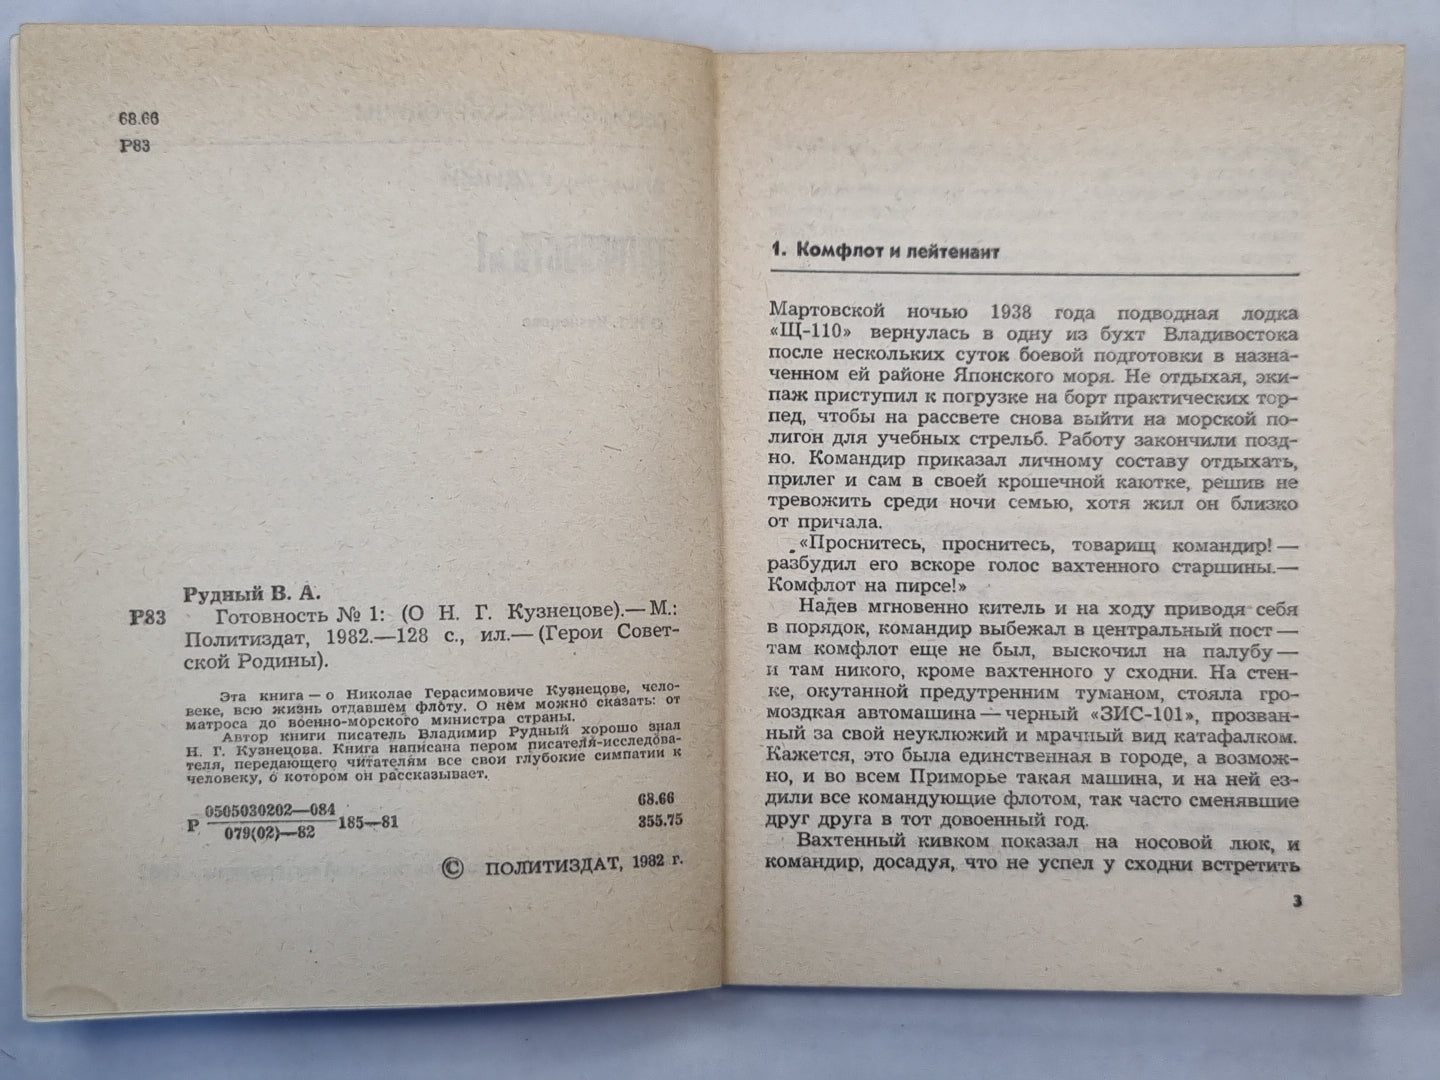 68.66
Р83
Рудный В. А.
Р83 Готовность № 1: (О Н. Г. Кузнецове).— М.:
Политиздат, 1982.—128 с., ил.— (Герои Совет-
ской Родины).
Эта книга — о Николае Герасимовиче Кузнецове, чело-
веке, всю жизнь отдавшем флоту. О нём можно сказать: от
матроса до военно-морского министра страны.
Автор книги писатель Владимир Рудный хорошо знал
Н. Г. Кузнецова. Книга написана пером писателя-исследова-
теля, передающего читателям все свои глубокие симпатии к
человеку, о котором он рассказывает.
Р 0505030202—084
079(02)—82 185—81
68.66
355.75
© ПОЛИТИЗДАТ, 1982 г.
1. Комфлот и лейтенант
Мартовской ночью 1938 года подводная лодка
«Щ-110» вернулась в одну из бухт Владивостока
после нескольких суток боевой подготовки в назна-
ченном ей районе Японского моря. Не отдыхая, эки-
паж приступил к погрузке на борт практических тор-
пед, чтобы на рассвете снова выйти на морской по-
лигон для учебных стрельб. Работу закончили позд-
но. Командир приказал личному составу отдыхать,
прилег и сам в своей крошечной каютке, решив не
тревожить среди ночи семью, хотя жил он близко
от причала.
«Проснитесь, проснитесь, товарищ командир! —
разбудил его вскоре голос вахтенного старшины.—
Комфлот на пирсе!»
Надев мгновенно китель и на ходу приводя себя
в порядок, командир выбежал в центральный пост —
там комфлот еще не был, выскочил на палубу —
и там никого, кроме вахтенного у сходни. На стен-
ке, окутанной предутренним туманом, стояла гро-
моздкая автомашина — черный «ЗИС-101», прозван-
ный за свой неуклюжий и мрачный вид катафалком.
Кажется, это была единственная в городе, а возмож-
но, и во всем Приморье такая машина, и на ней ез-
дили все командующие флотом, так часто сменявшие
друг друга в тот довоенный год.
Вахтенный кивком показал на носовой люк, и
командир, досадуя, что не успел у сходни встретить
3